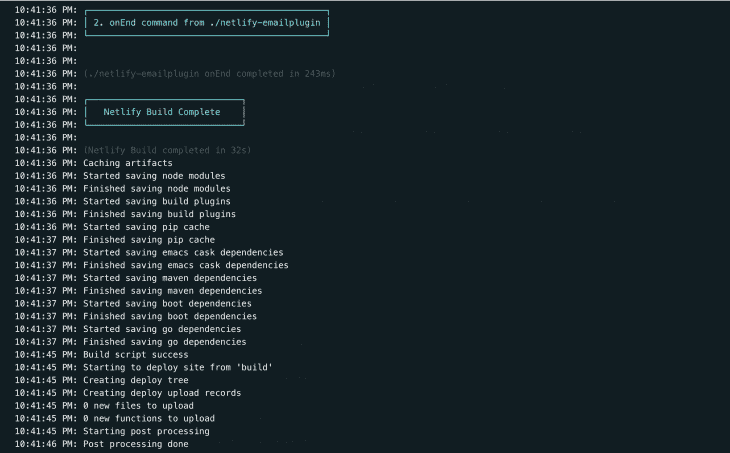 10:41:36 PM:
10:41:36 PM: 2. onEnd command from ./netlify-emailplugin
10:41:36 PM:
10:41:36 PM:
10:41:36 PM:
10:41:36 PM: (./netlify-emailplugin onEnd completed in 243ms)
10:41:36 PM:
10:41:36 PM:
10:41:36 PM: Netlify Build Complete
10:41:36 PM:
10:41:36 PM:
10:41:36 PM: (Netlify Build completed in 32s)
10:41:36 PM: Caching artifacts
10:41:36 PM: Started saving node modules
10:41:36 PM: Finished saving node modules
10:41:36 PM: Started saving build plugins
10:41:36 PM: Finished saving build plugins
10:41:36 PM: Started saving pip cache
10:41:37 PM: Finished saving pip cache
10:41:37 PM: Started saving emacs cask dependencies
10:41:37 PM: Finished saving emacs cask dependencies
10:41:37 PM: Started saving maven dependencies
10:41:37 PM: Finished saving maven dependencies
10:41:37 PM: Started saving boot dependencies
10:41:37 PM: Finished saving boot dependencies
10:41:37 PM: Started saving go dependencies
10:41:37 PM: Finished saving go dependencies
10:41:45 PM: Build script success
10:41:45 PM: Starting to deploy site from 'build'
10:41:45 PM: Creating deploy tree
10:41:45 PM: Creating deploy upload records
10:41:45 PM: 0 new files to upload
10:41:45 PM: 0 new functions to upload
10:41:45 PM: Starting post processing
10:41:46 PM: Post processing done